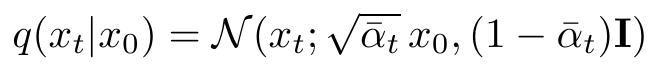 q(x_t|x_0) = \mathcal{N}(x_t; \sqrt{\bar{\alpha}_t}\, x_0, (1 - \bar{\alpha}_t)\mathbf{I})